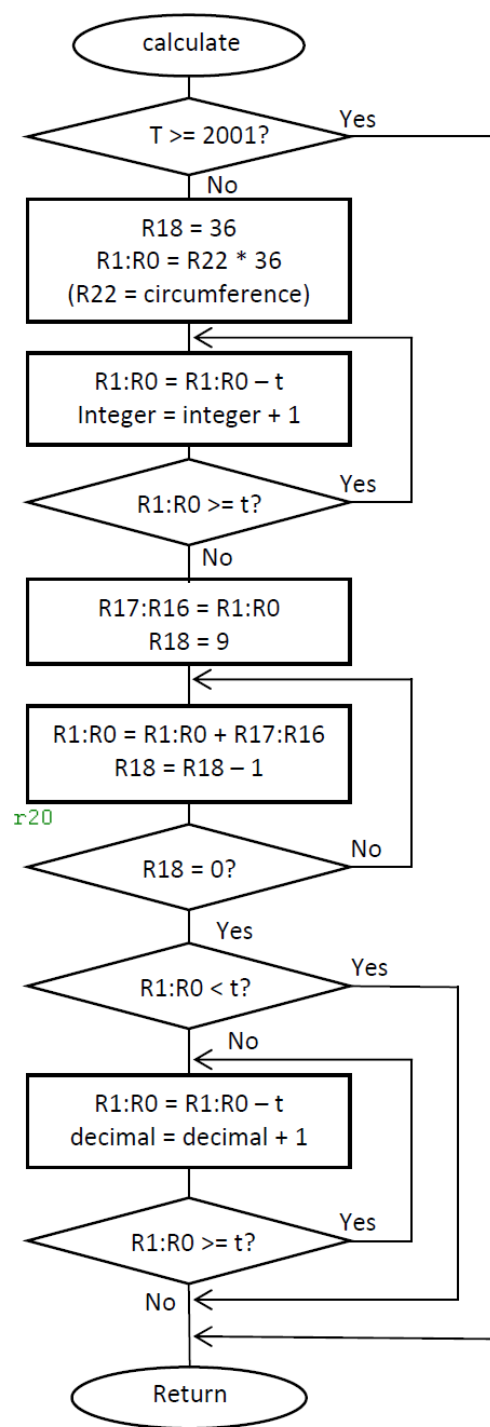 calculate
T >= 2001?
Yes
No
R18 = 36
R1:R0 = R22 * 36
(R22 = circumference)
R1:R0 = R1:R0 – t
Integer = integer + 1
R1:R0 >= t?
Yes
No
R17:R16 = R1:R0
R18 = 9
R1:R0 = R1:R0 + R17:R16
R18 = R18 – 1
r20
R18 = 0?
No
Yes
R1:R0 < t?
Yes
No
R1:R0 = R1:R0 – t
decimal = decimal + 1
R1:R0 >= t?
Yes
No
Return